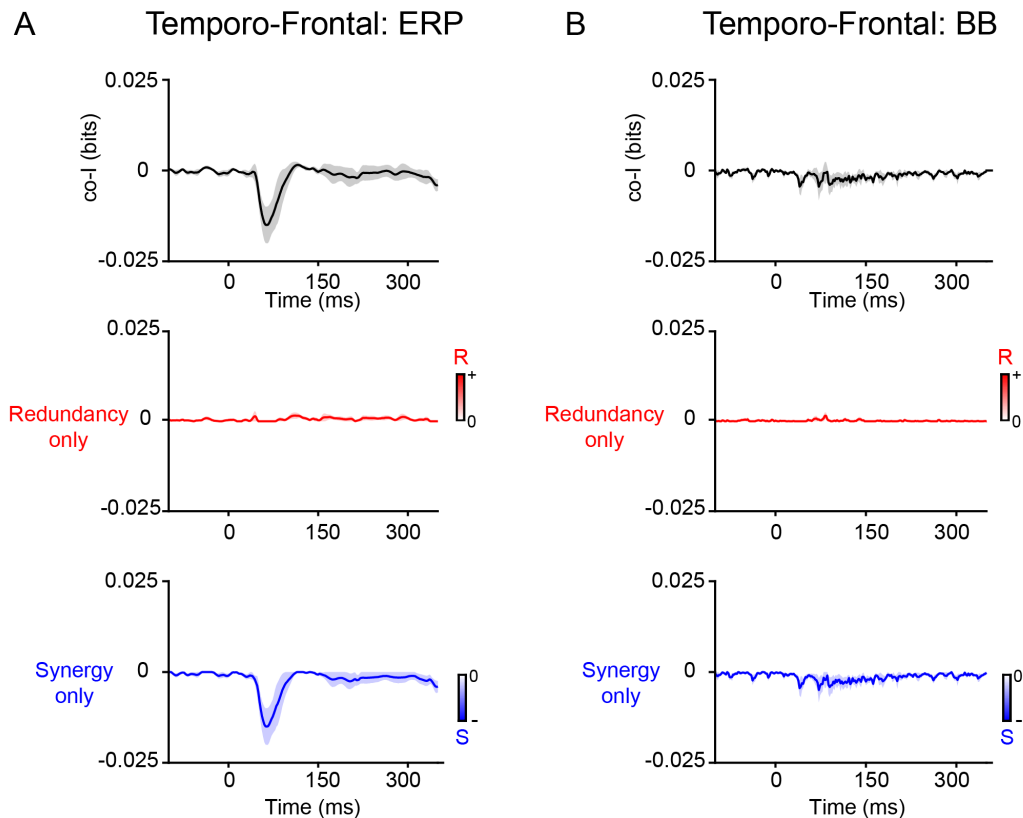 A
Temporo-Frontal: ERP
0.025
co-I (bits)
0
-0.025
0 150 300
Time (ms)
0.025
Redundancy
only
0
R
+
0
-0.025
0 150 300
0.025
Synergy
only
0
0
-
S
-0.025
0 150 300
Time (ms)
B
Temporo-Frontal: BB
0.025
co-I (bits)
0
-0.025
0 150 300
Time (ms)
0.025
Redundancy
only
0
R
+
0
-0.025
0 150 300
0.025
Synergy
only
0
0
-
S
-0.025
0 150 300
Time (ms)